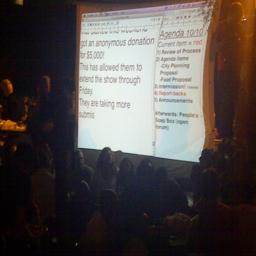 got an anonymous donation
for $5,000!
This has allowed them to
extend the show through
Friday.
They are taking more
submis
Agenda 10/10
Current item = red
1) Review of Process
2) Agenda Items
-City Planning
Proposal
-Food Proposal
3) Intermission!
4) Reportbacks
5) Announcements
Afterwards: People's
Soap Box (open
forum)